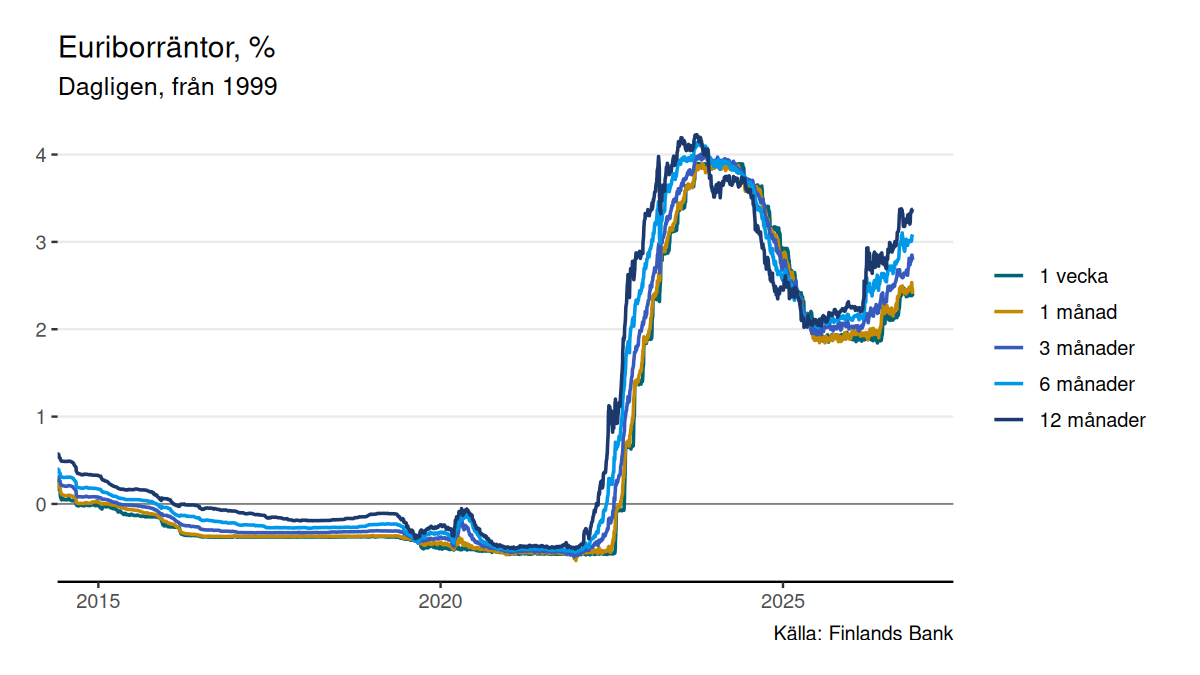 Euriborräntor, %
Dagligen, från 1999
4
3
2
1
0
2015
2020
2025
1 vecka
1 månad
3 månader
6 månader
12 månader
Källa: Finlands Bank